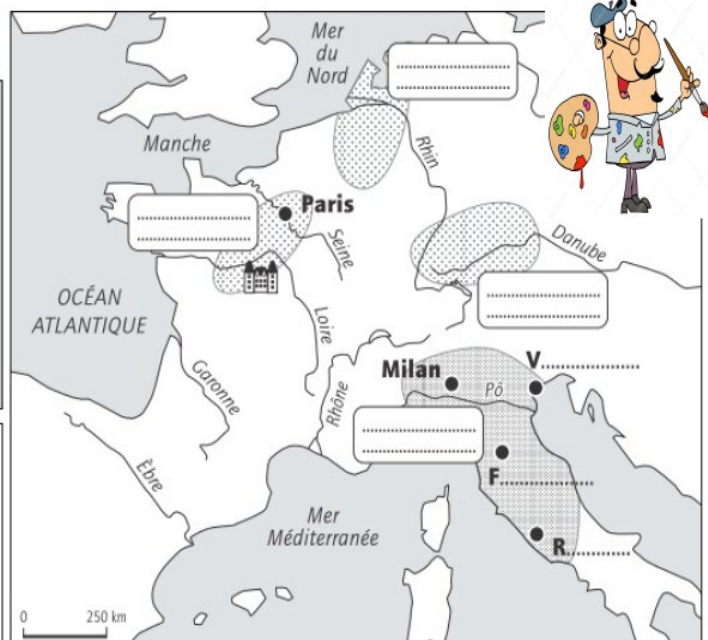 Mer
du
Nord
Manche
Rhin
Paris
Seine
Danube
OCÉAN
ATLANTIQUE
Loire
Milan
V
Garonne
Rhône
Pô
F
Èbre
Mer
Méditerranée
R
0 250 km